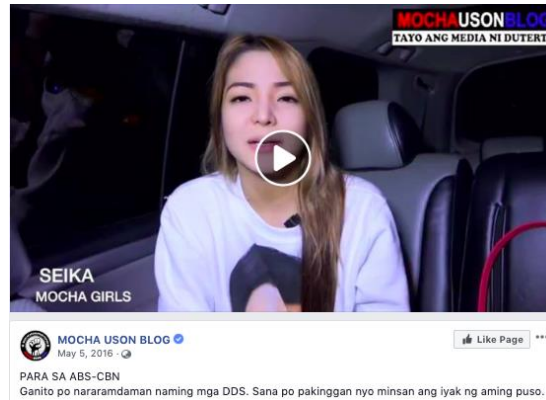 MOCHAUSONBLOG
TAYO ANG MEDIA NI DUTERT
SEIKA
MOCHA GIRLS
MOCHA USON BLOG
Like Page
May 5, 2016
PARA SA ABS-CBN
Ganito po nararamdaman naming mga DDS. Sana po pakinggan nyo minsan ang iyak ng aming puso.